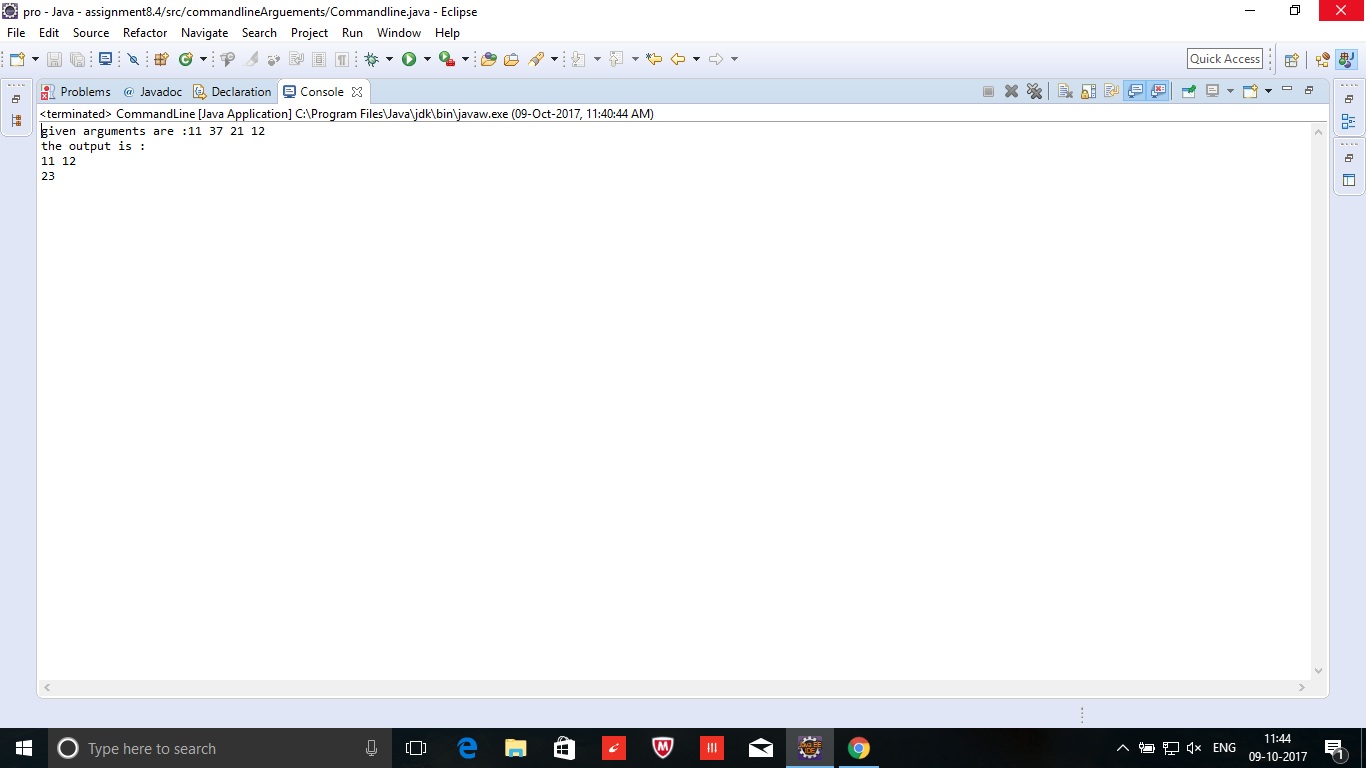 pro - Java - assignment8.4/src/commandlineArguements/Commandline.java - Eclipse
File Edit Source Refactor Navigate Search Project Run Window Help
Quick Access
Problems @ Javadoc Declaration Console
<terminated> CommandLine [Java Application] C:\Program Files\Java\jdk\bin\javaw.exe (09-Oct-2017, 11:40:44 AM)
given arguments are :11 37 21 12
the output is :
11 12
23
Type here to search
ENG
11:44
09-10-2017
1